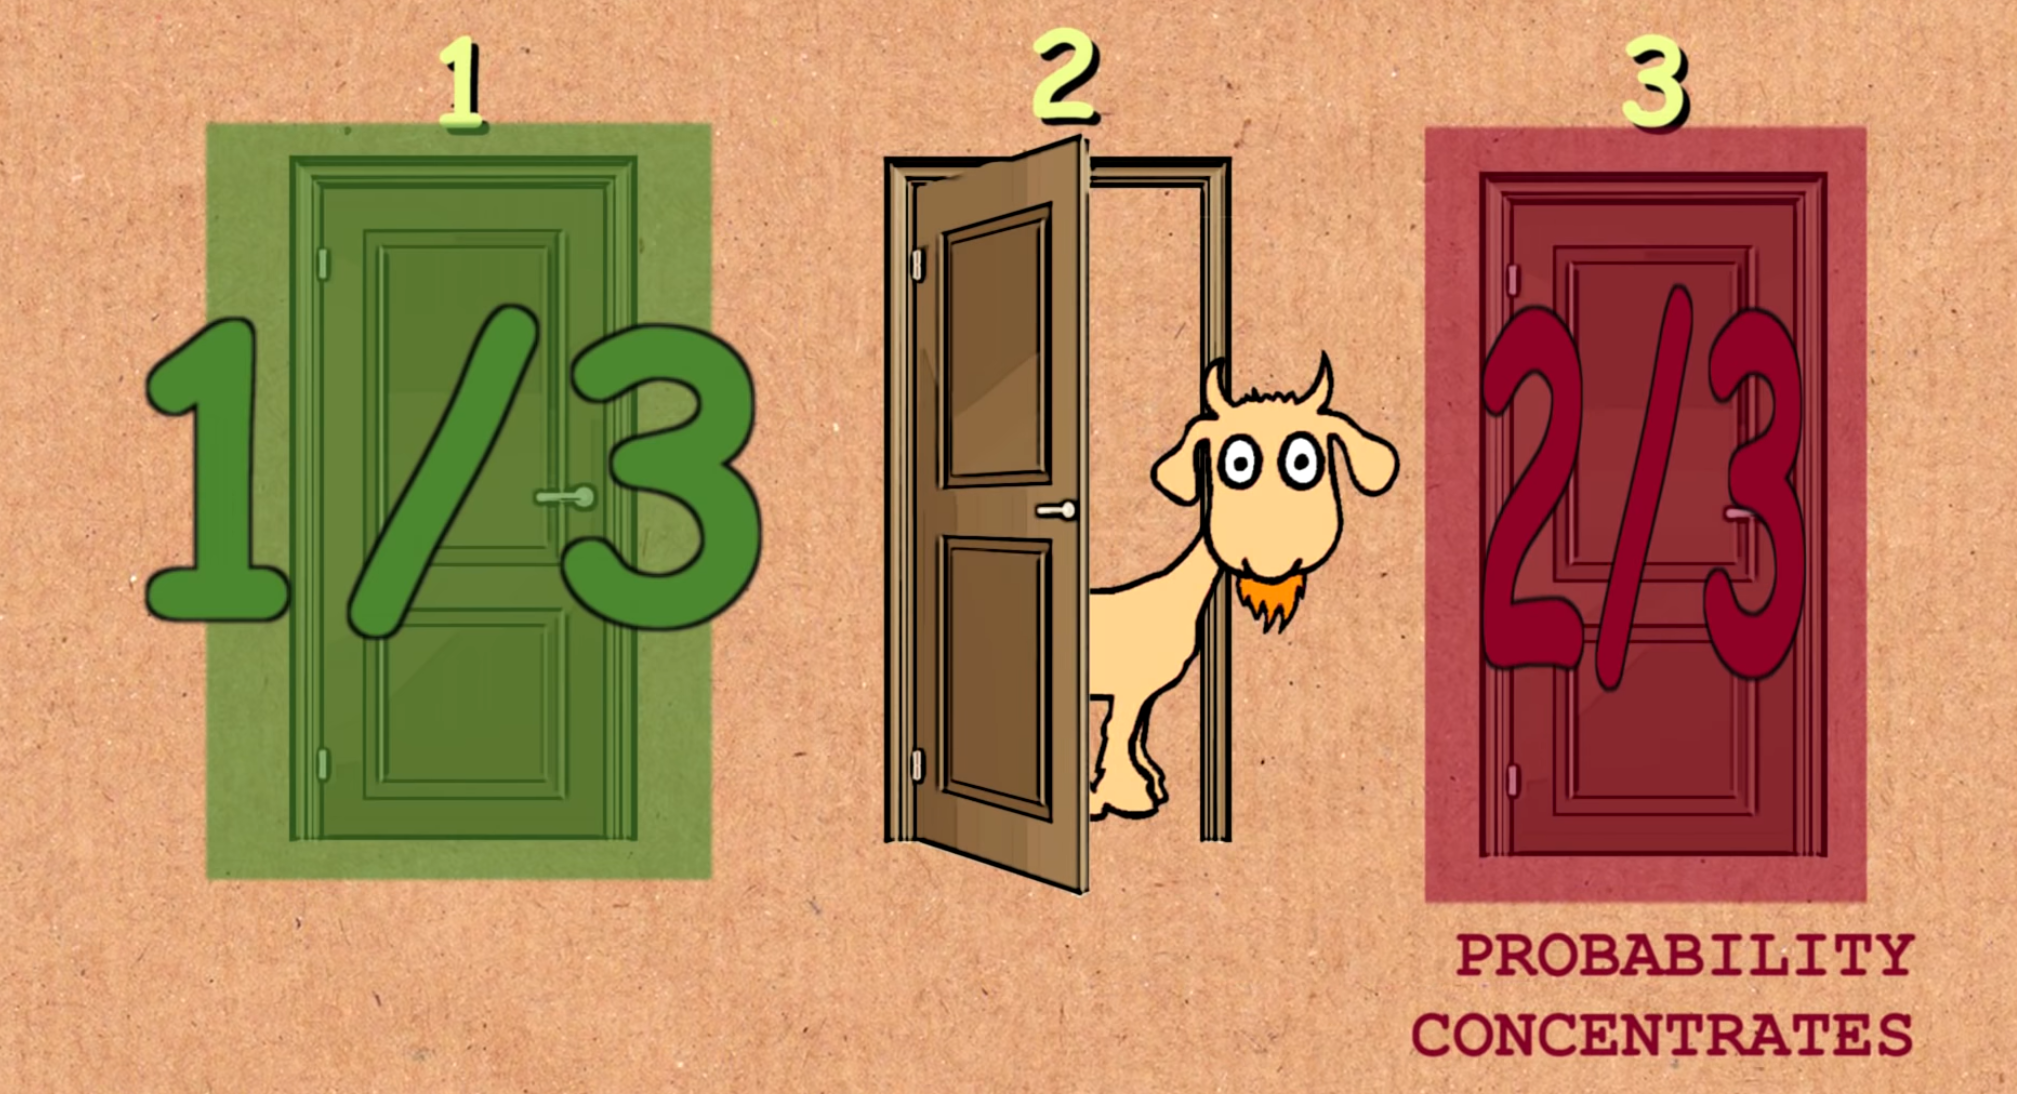 1 2 3
1/3 2/3
PROBABILITY
CONCENTRATES